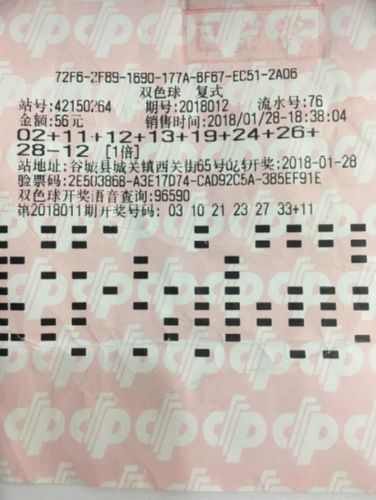 72F6-2F89-1690-177A-BF67-EC51-2A06
双色球 复式
站号:42150264 期号:2018012 流水号:76
金额:56元 销售时间:2018/01/28-18:38:04
02+11+12+13+19+24+26+
28-12 [1倍]
站地址:谷城县城关镇西关街65号 开奖:2018-01-28
验票码:2E50386B-A3E17D74-CAD92C5A-385EF91E
双色球开奖语音查询:96590
第2018011期开奖号码: 03 10 21 23 27 33+11